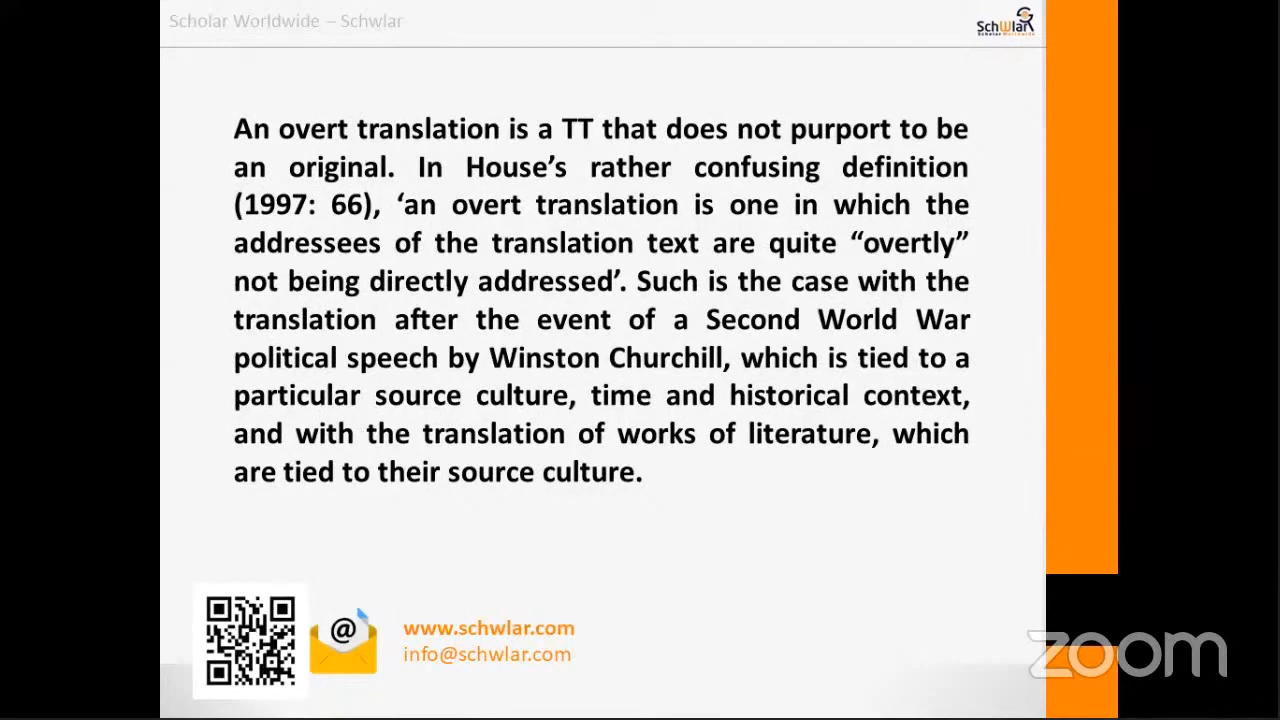 Scholar Worldwide – Schwlar
SchWlar
Scholar Worldwide
An overt translation is a TT that does not purport to be
an original. In House’s rather confusing definition
(1997: 66), ‘an overt translation is one in which the
addressees of the translation text are quite “overtly”
not being directly addressed’. Such is the case with the
translation after the event of a Second World War
political speech by Winston Churchill, which is tied to a
particular source culture, time and historical context,
and with the translation of works of literature, which
are tied to their source culture.
@
www.schwlar.com
info@schwlar.com
zoom